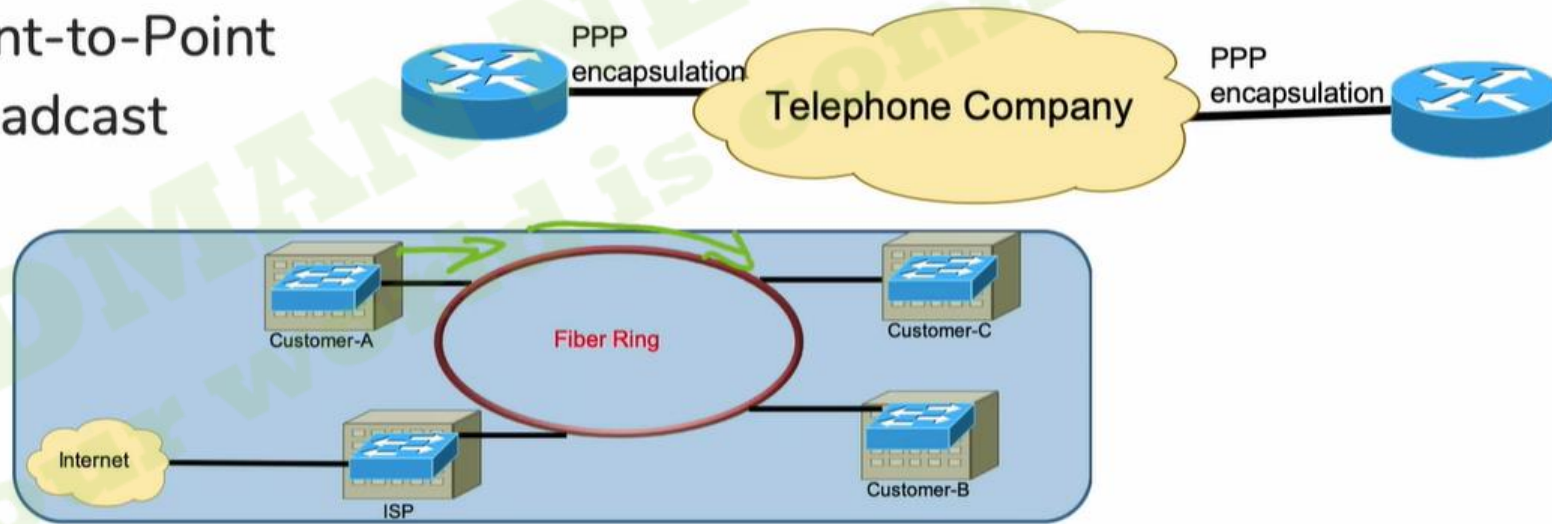 nt-to-Point
adcast
PPP
encapsulation
Telephone Company
PPP
encapsulation
Customer-A
Fiber Ring
Customer-C
Internet
ISP
Customer-B